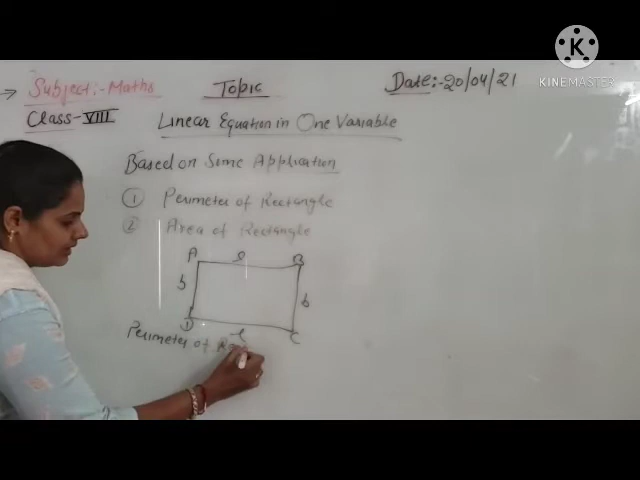 → Subject:- Maths Topic Date:- 20/04/21
KINEMASTER
Class-VIII Linear Equation in One Variable
Based on Some Application
① Perimeter of Rectangle
② Area of Rectangle
A l B
b b
D l C
Perimeter of Rec